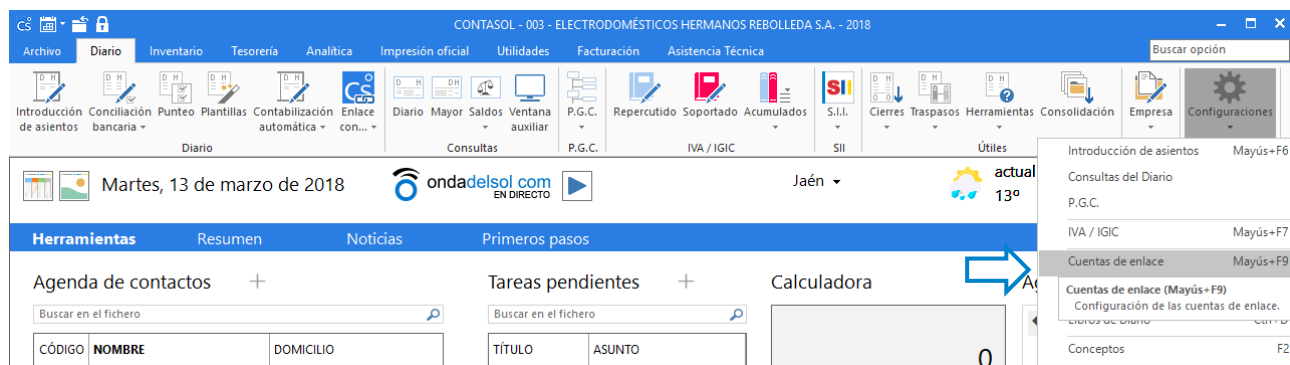 CONTASOL - 003 - ELECTRODOMÉSTICOS HERMANOS REBOLLEDA S.A. - 2018
Archivo Diario Inventario Tesorería Analítica Impresión oficial Utilidades Facturación Asistencia Técnica Buscar opción
Introducción de asientos
Conciliación bancaria
Punteo
Plantillas
Contabilización automática
Enlace con...
Diario
Mayor
Saldos
Ventana auxiliar
P.G.C.
Repercutido
Soportado
Acumulados
S.I.I.
Cierres
Traspasos
Herramientas
Consolidación
Empresa
Configuraciones
Diario Consultas P.G.C. IVA / IGIC SII Útiles
Introducción de asientos Mayús+F6
Consultas del Diario
P.G.C.
IVA / IGIC Mayús+F7
Cuentas de enlace Mayús+F9
Cuentas de enlace (Mayús+F9)
Configuración de las cuentas de enlace.
Libros de Diario Ctrl+D
Conceptos F2
Martes, 13 de marzo de 2018
ondadelsol com
EN DIRECTO
Jaén
actual
13º
Herramientas Resumen Noticias Primeros pasos
Agenda de contactos
Buscar en el fichero
CÓDIGO NOMBRE DOMICILIO
Tareas pendientes
Buscar en el fichero
TÍTULO ASUNTO
Calculadora
0